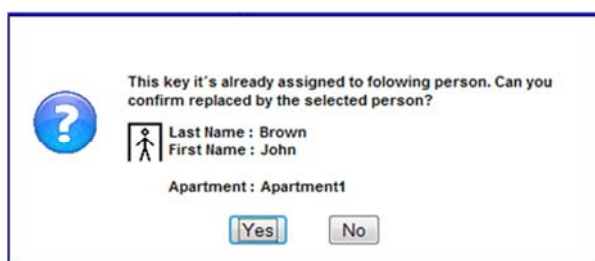 This key it´s already assigned to folowing person. Can you
confirm replaced by the selected person?
Last Name : Brown
First Name : John
Apartment : Apartment1
Yes No